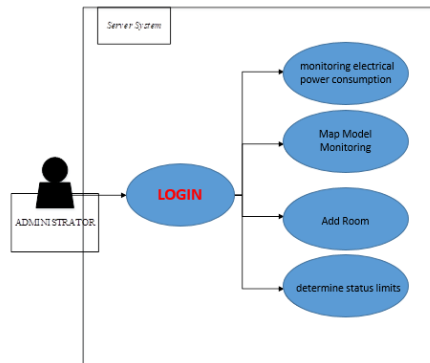 Server System
monitoring electrical
power consumption
Map Model
Monitoring
LOGIN
ADMINISTRATOR
Add Room
determine status limits